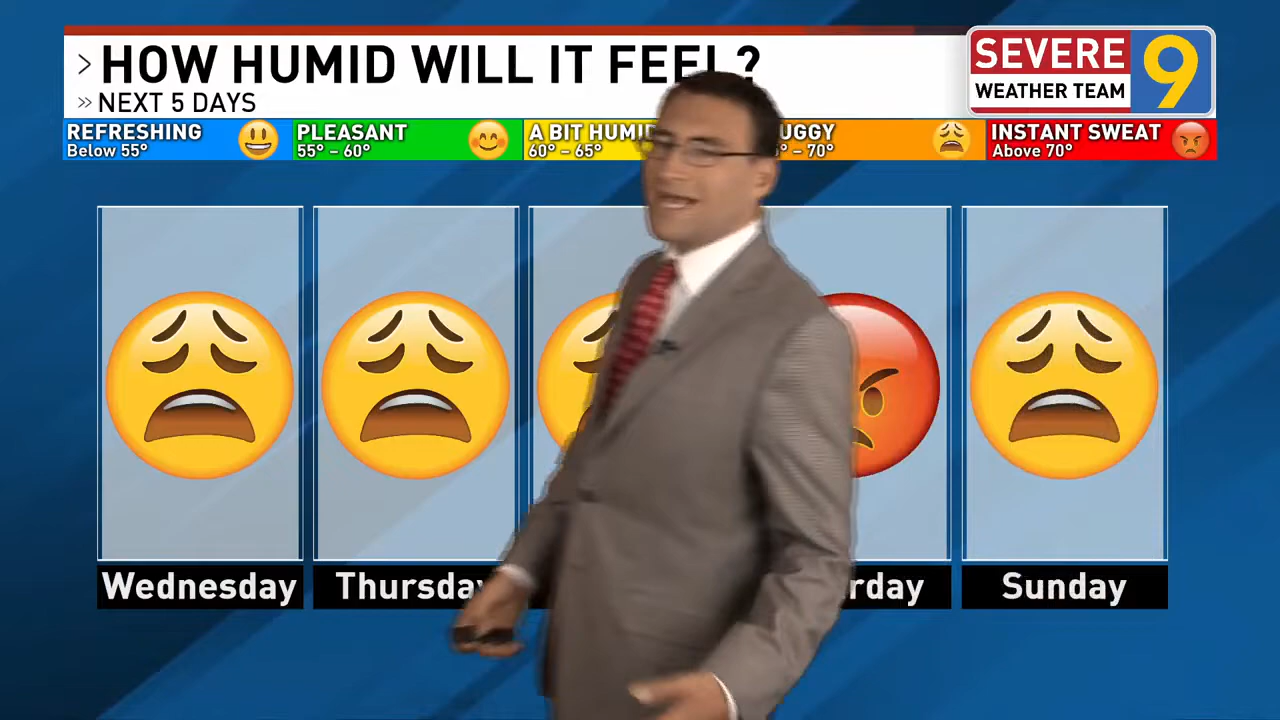 > HOW HUMID WILL IT FEEL?
» NEXT 5 DAYS
SEVERE 9
WEATHER TEAM
REFRESHING
Below 55°
PLEASANT
55° – 60°
A BIT HUMID
60° – 65°
UGGY
° – 70°
INSTANT SWEAT
Above 70°
Wednesday
Thursday
rday
Sunday